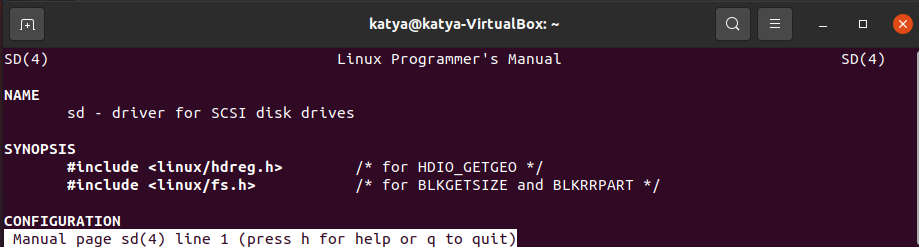 katya@katya-VirtualBox: ~
SD(4) Linux Programmer's Manual SD(4)
NAME
sd - driver for SCSI disk drives
SYNOPSIS
#include <linux/hdreg.h> /* for HDIO_GETGEO */
#include <linux/fs.h> /* for BLKGETSIZE and BLKRRPART */
CONFIGURATION
Manual page sd(4) line 1 (press h for help or q to quit)